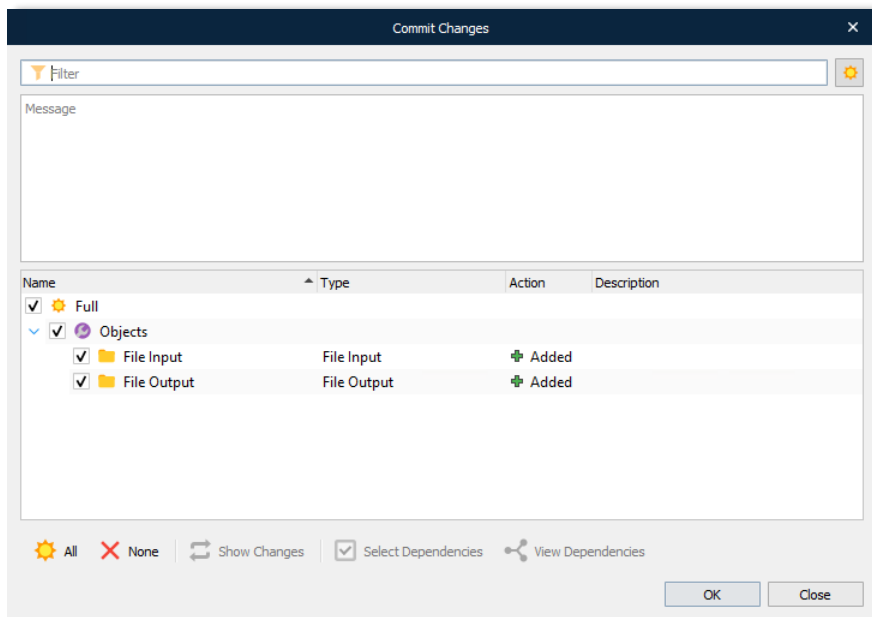 Commit Changes
Filter
Message
Name Type Action Description
Full
Objects
File Input File Input Added
File Output File Output Added
All None Show Changes Select Dependencies View Dependencies
OK Close